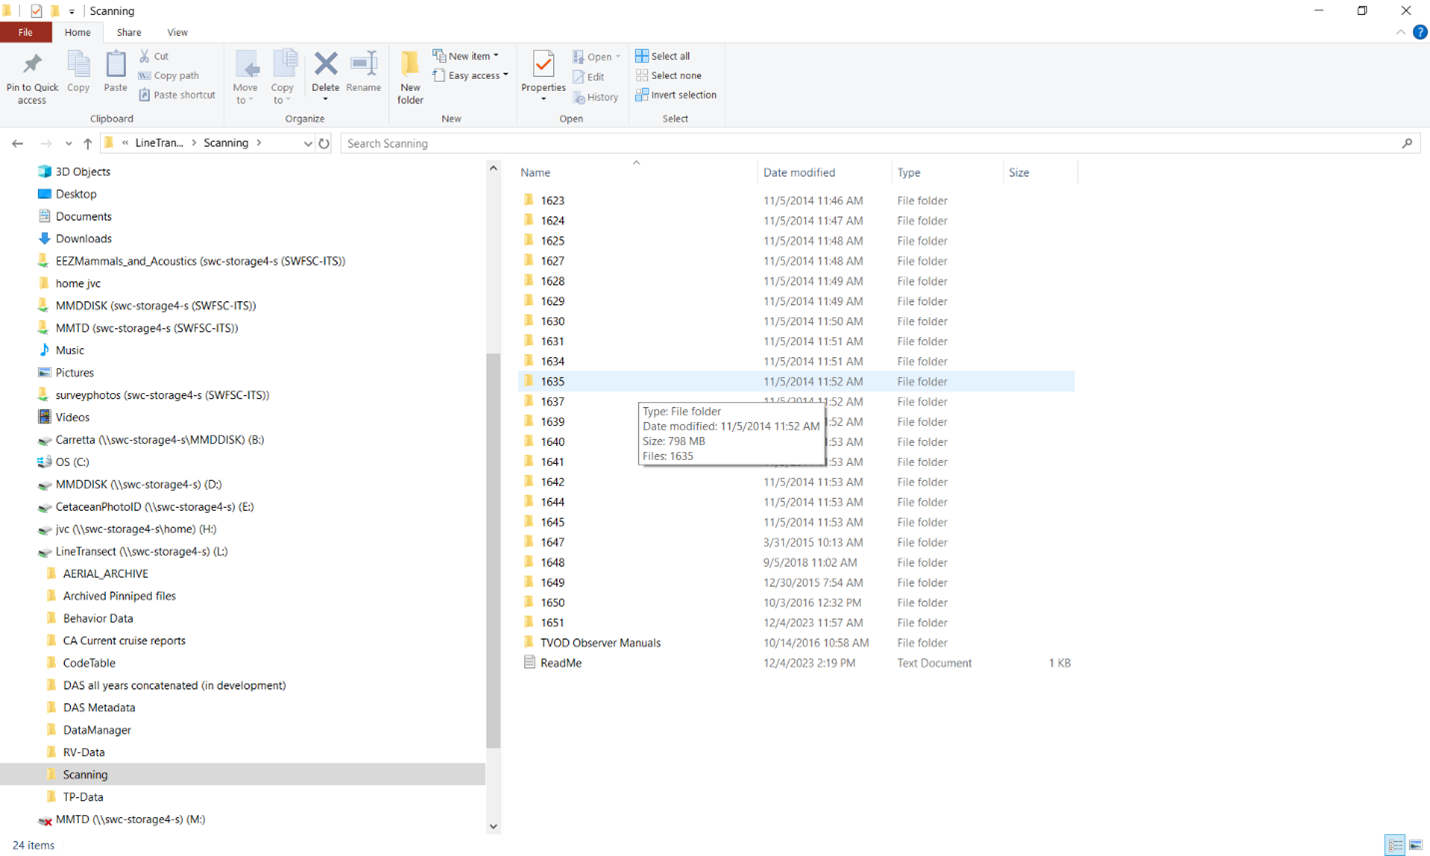 Scanning
File Home Share View
Pin to Quick access
Copy
Paste
Cut
Copy path
Paste shortcut
Clipboard
Move to
Copy to
Delete
Rename
Organize
New folder
New item
Easy access
New
Properties
Open
Edit
History
Open
Select all
Select none
Invert selection
Select
« LineTran... > Scanning >
Search Scanning
3D Objects
Desktop
Documents
Downloads
EEZMammals_and_Acoustics (swc-storage4-s (SWFSC-ITS))
home jvc
MMDDISK (swc-storage4-s (SWFSC-ITS))
MMTD (swc-storage4-s (SWFSC-ITS))
Music
Pictures
surveyphotos (swc-storage4-s (SWFSC-ITS))
Videos
Carretta (\\swc-storage4-s\MMDDISK) (B:)
OS (C:)
MMDDISK (\\swc-storage4-s) (D:)
CetaceanPhotoID (\\swc-storage4-s) (E:)
jvc (\\swc-storage4-s\home) (H:)
LineTransect (\\swc-storage4-s) (L:)
AERIAL_ARCHIVE
Archived Pinniped files
Behavior Data
CA Current cruise reports
CodeTable
DAS all years concatenated (in development)
DAS Metadata
DataManager
RV-Data
Scanning
TP-Data
MMTD (\\swc-storage4-s) (M:)
Name Date modified Type Size
1623 11/5/2014 11:46 AM File folder
1624 11/5/2014 11:47 AM File folder
1625 11/5/2014 11:48 AM File folder
1627 11/5/2014 11:48 AM File folder
1628 11/5/2014 11:49 AM File folder
1629 11/5/2014 11:49 AM File folder
1630 11/5/2014 11:50 AM File folder
1631 11/5/2014 11:51 AM File folder
1634 11/5/2014 11:51 AM File folder
1635 11/5/2014 11:52 AM File folder
1637 11/5/2014 11:52 AM File folder
1639 :52 AM File folder
1640 :53 AM File folder
1641 :53 AM File folder
1642 11/5/2014 11:53 AM File folder
1644 11/5/2014 11:53 AM File folder
1645 11/5/2014 11:53 AM File folder
1647 3/31/2015 10:13 AM File folder
1648 9/5/2018 11:02 AM File folder
1649 12/30/2015 7:54 AM File folder
1650 10/3/2016 12:32 PM File folder
1651 12/4/2023 11:57 AM File folder
TVOD Observer Manuals 10/14/2016 10:58 AM File folder
ReadMe 12/4/2023 2:19 PM Text Document 1 KB
Type: File folder
Date modified: 11/5/2014 11:52 AM
Size: 798 MB
Files: 1635
24 items